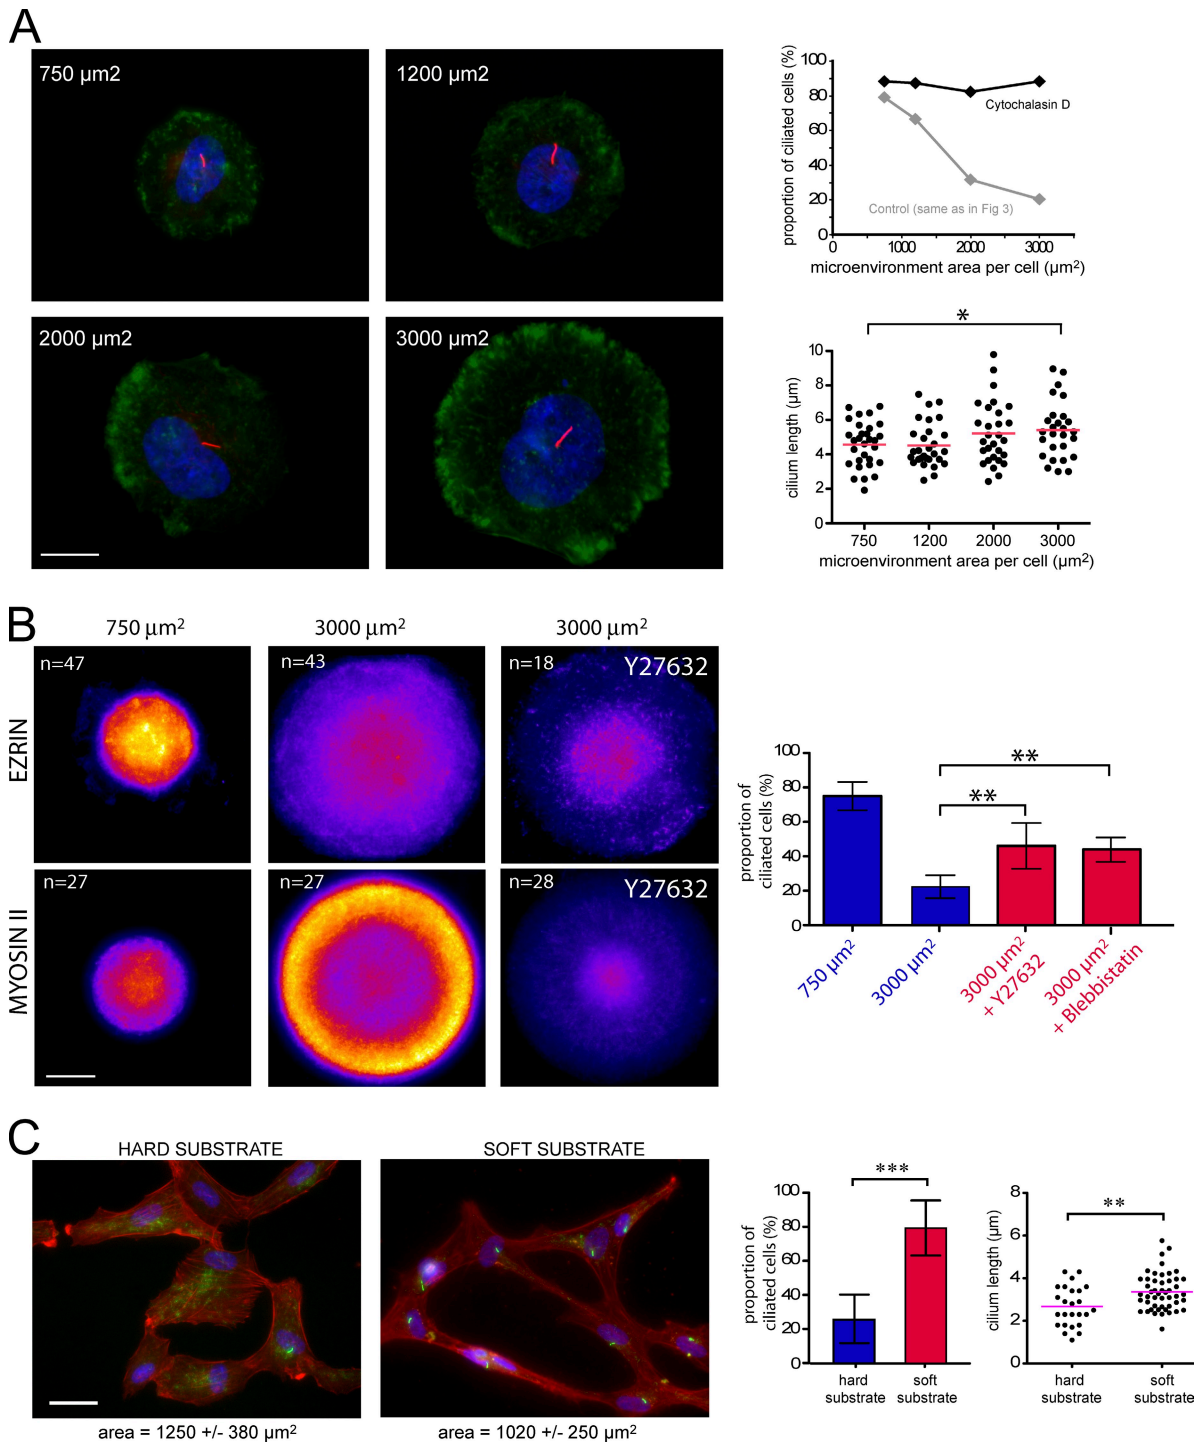 A
750 µm2
1200 µm2
2000 µm2
3000 µm2
proportion of ciliated cells (%)
100
80
60
40
20
0
Cytochalasin D
Control (same as in Fig 3)
0
1000
2000
3000
microenvironment area per cell (µm²)
*
cilium length (µm)
10
8
6
4
2
0
750
1200
2000
3000
microenvironment area per cell (µm²)
B
750 µm²
3000 µm²
3000 µm²
EZRIN
n=47
n=43
n=18
Y27632
MYOSIN II
n=27
n=27
n=28
Y27632
proportion of
ciliated cells (%)
100
80
60
40
20
0
**
**
750 µm²
3000 µm²
3000 µm²
+ Y27632
3000 µm²
+ Blebbistatin
C
HARD SUBSTRATE
SOFT SUBSTRATE
area = 1250 +/- 380 µm²
area = 1020 +/- 250 µm²
proportion of
ciliated cells (%)
100
80
60
40
20
0
***
hard
substrate
soft
substrate
cilium length (µm)
8
6
4
2
0
**
hard
substrate
soft
substrate